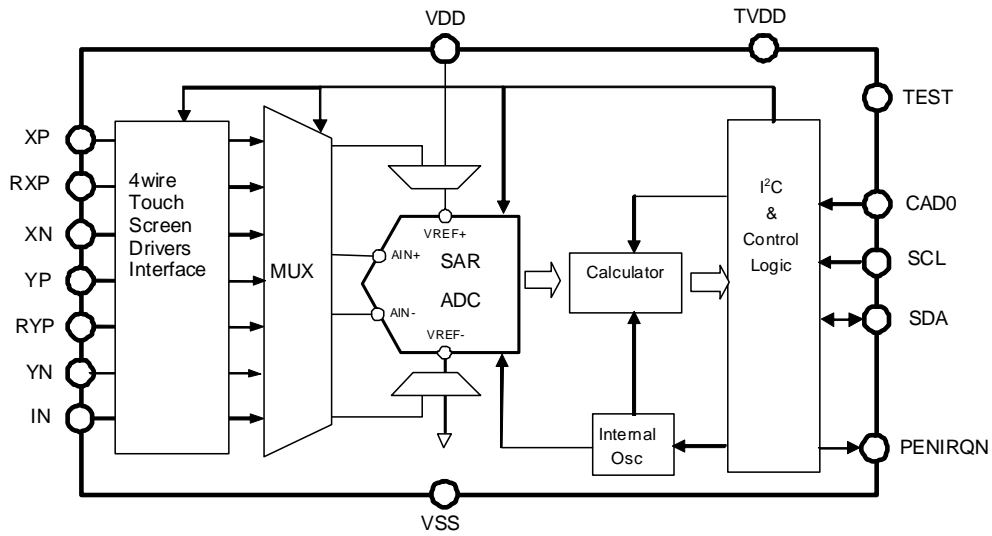 VDD
TVDD
TEST
XP
RXP
XN
YP
RYP
YN
IN
4wire
Touch
Screen
Drivers
Interface
MUX
VREF+
AIN+
SAR
ADC
AIN-
VREF-
Calculator
Internal
Osc
I²C
&
Control
Logic
CAD0
SCL
SDA
PENIRQN
VSS